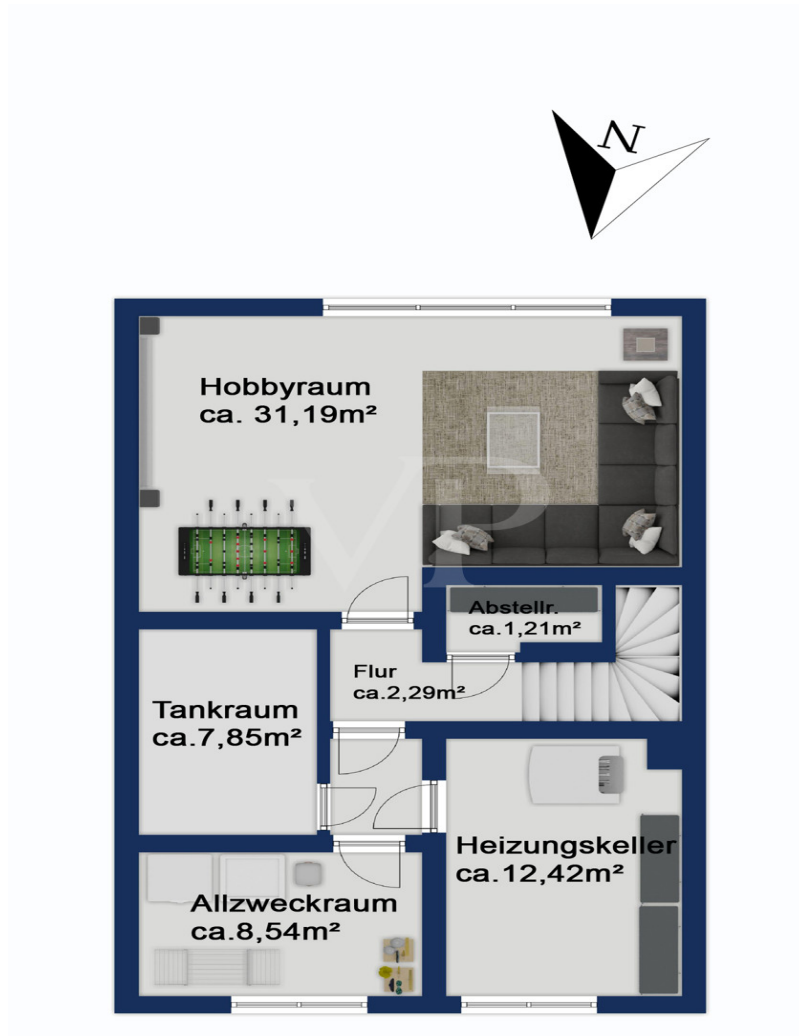 N
Hobbyraum
ca. 31,19m²
VP
Abstellr.
ca.1,21m²
Flur
ca.2,29m²
Tankraum
ca.7,85m²
Heizungskeller
ca.12,42m²
Allzweckraum
ca.8,54m²